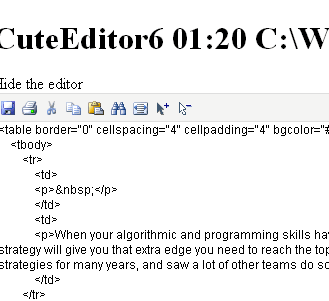 CuteEditor6 01:20 C:\W
Hide the editor
<table border="0" cellspacing="4" cellpadding="4" bgcolor="#
<tbody>
<tr>
<td>
<p>&nbsp;</p>
</td>
<td>
<p>When your algorithmic and programming skills hav
strategy will give you that extra edge you need to reach the top
strategies for many years, and saw a lot of other teams do so
</td>
</tr>